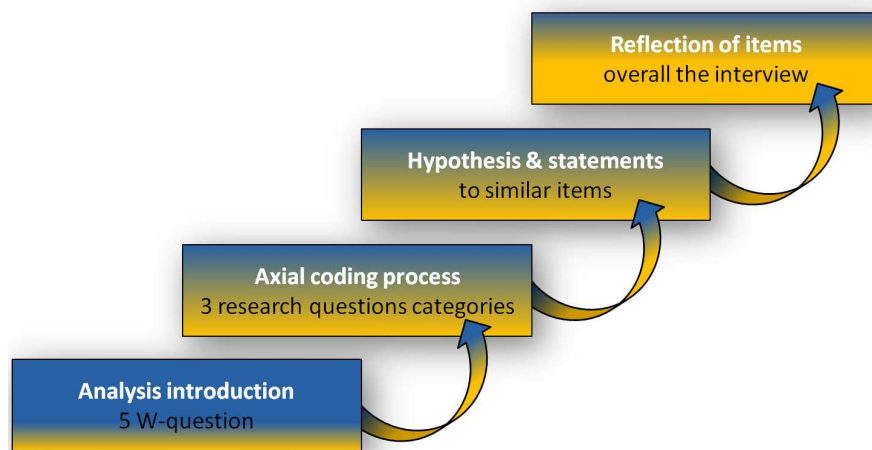 Reflection of items
overall the interview
Hypothesis & statements
to similar items
Axial coding process
3 research questions categories
Analysis introduction
5 W-question